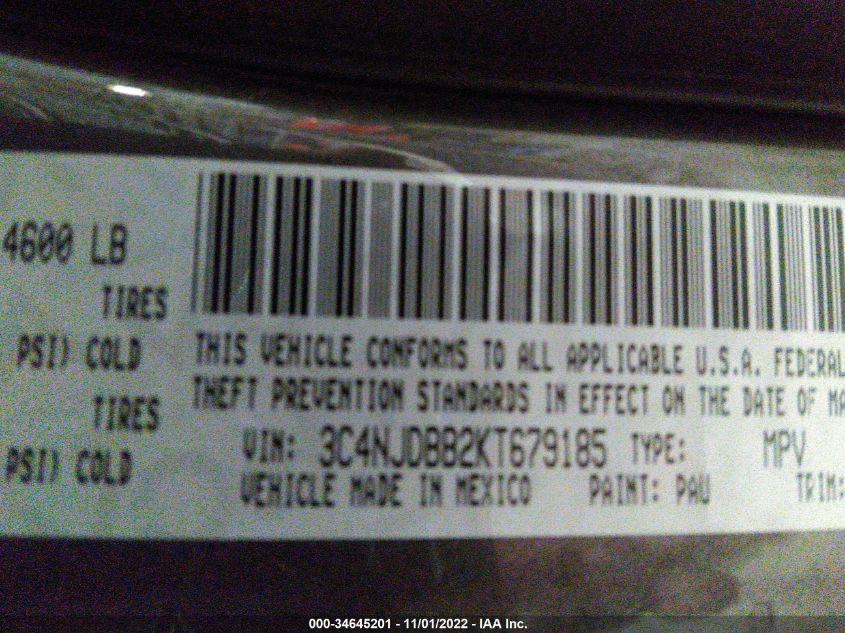 4600 LB
TIRES
PSI) COLD
TIRES
PSI) COLD
THIS VEHICLE CONFORMS TO ALL APPLICABLE U.S.A. FEDERAL
THEFT PREVENTION STANDARDS IN EFFECT ON THE DATE OF MA
VIN: 3C4NJDBB2KT679185 TYPE: MPV
VEHICLE MADE IN MEXICO PAINT: PAU TRIM:
000-34645201 - 11/01/2022 - IAA Inc.